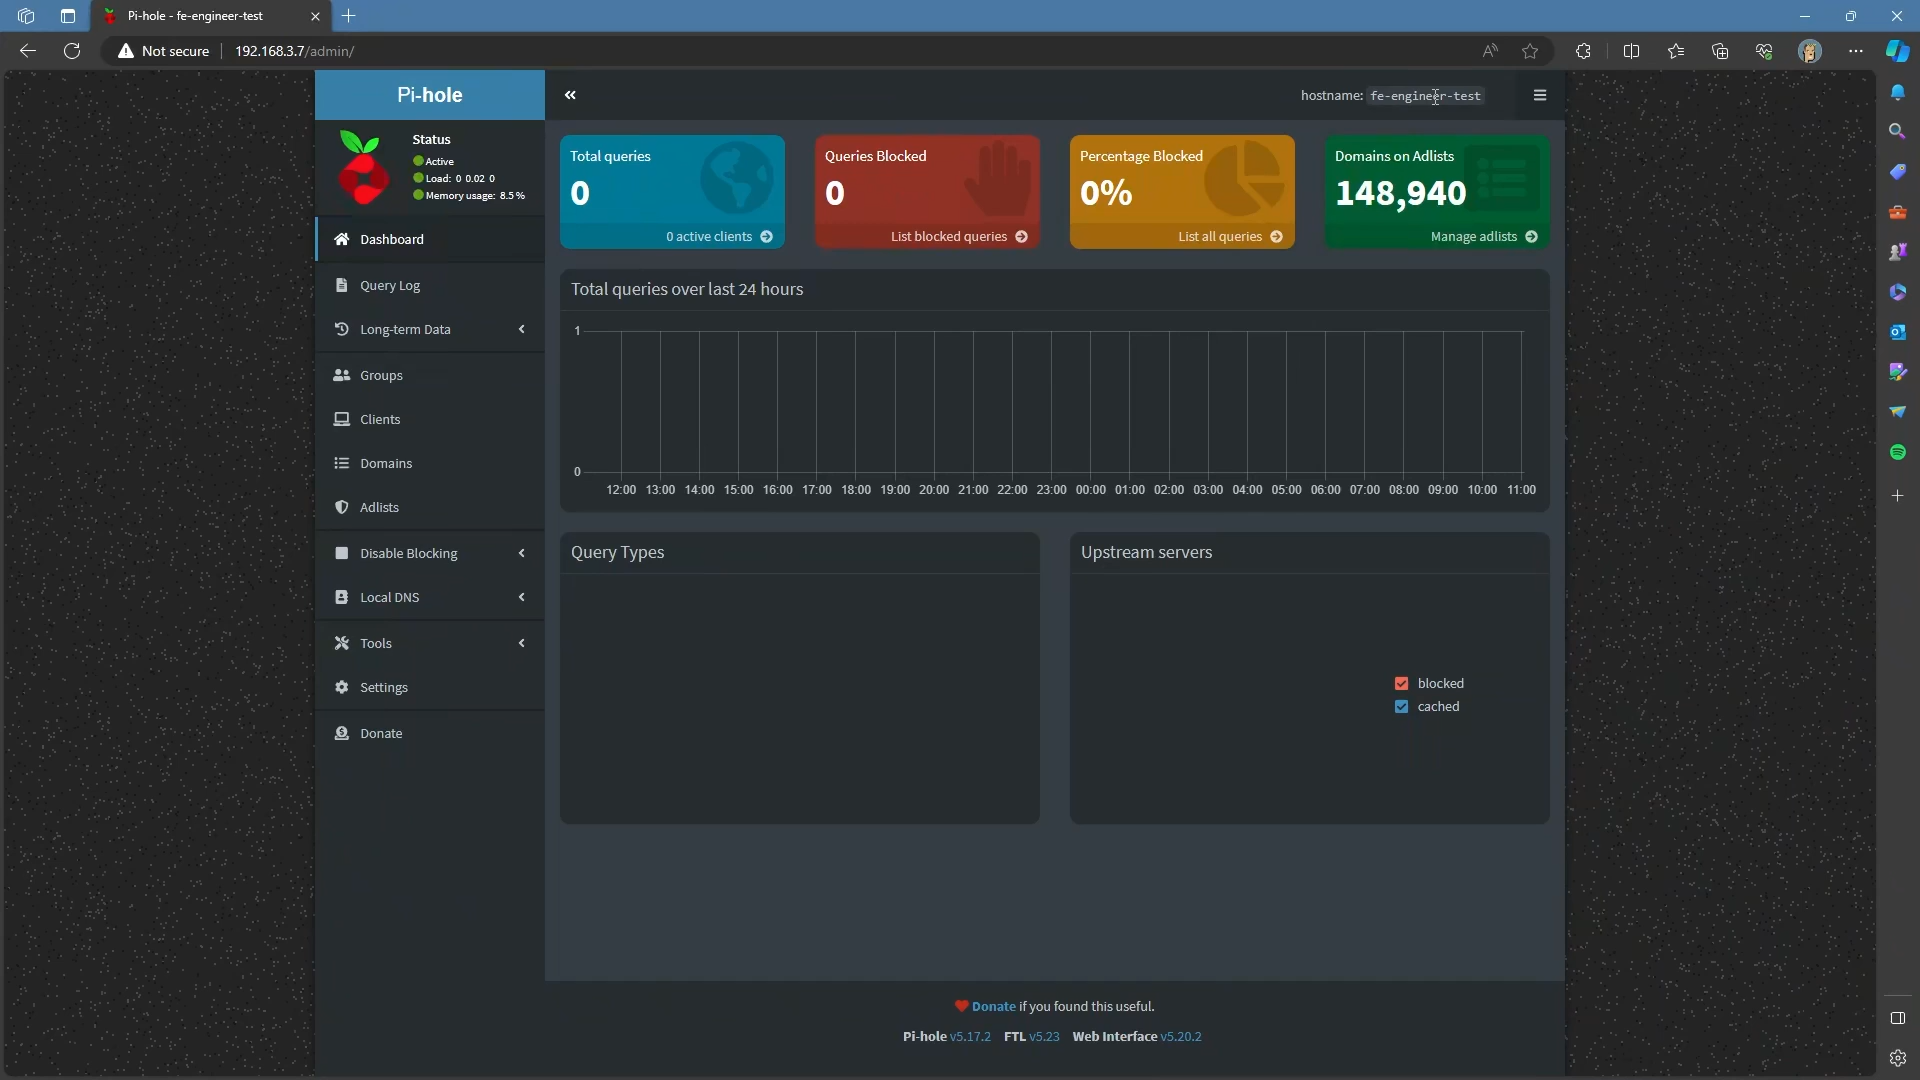 Pi-hole - fe-engineer-test
Not secure 192.168.3.7/admin/
Pi-hole
hostname: fe-engineer-test
Status
Active
Load: 0 0.02 0
Memory usage: 8.5 %
Total queries
0
0 active clients
Queries Blocked
0
List blocked queries
Percentage Blocked
0%
List all queries
Domains on Adlists
148,940
Manage adlists
Dashboard
Query Log
Long-term Data
Groups
Clients
Domains
Adlists
Disable Blocking
Local DNS
Tools
Settings
Donate
Total queries over last 24 hours
1
0
12:00 13:00 14:00 15:00 16:00 17:00 18:00 19:00 20:00 21:00 22:00 23:00 00:00 01:00 02:00 03:00 04:00 05:00 06:00 07:00 08:00 09:00 10:00 11:00
Query Types
Upstream servers
blocked
cached
Donate if you found this useful.
Pi-hole v5.17.2 FTL v5.23 Web Interface v5.20.2